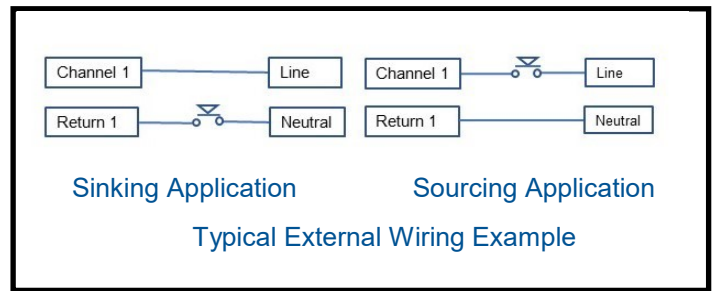 Channel 1 Line Channel 1 Line
Return 1 Neutral Return 1 Neutral
Sinking Application Sourcing Application
Typical External Wiring Example